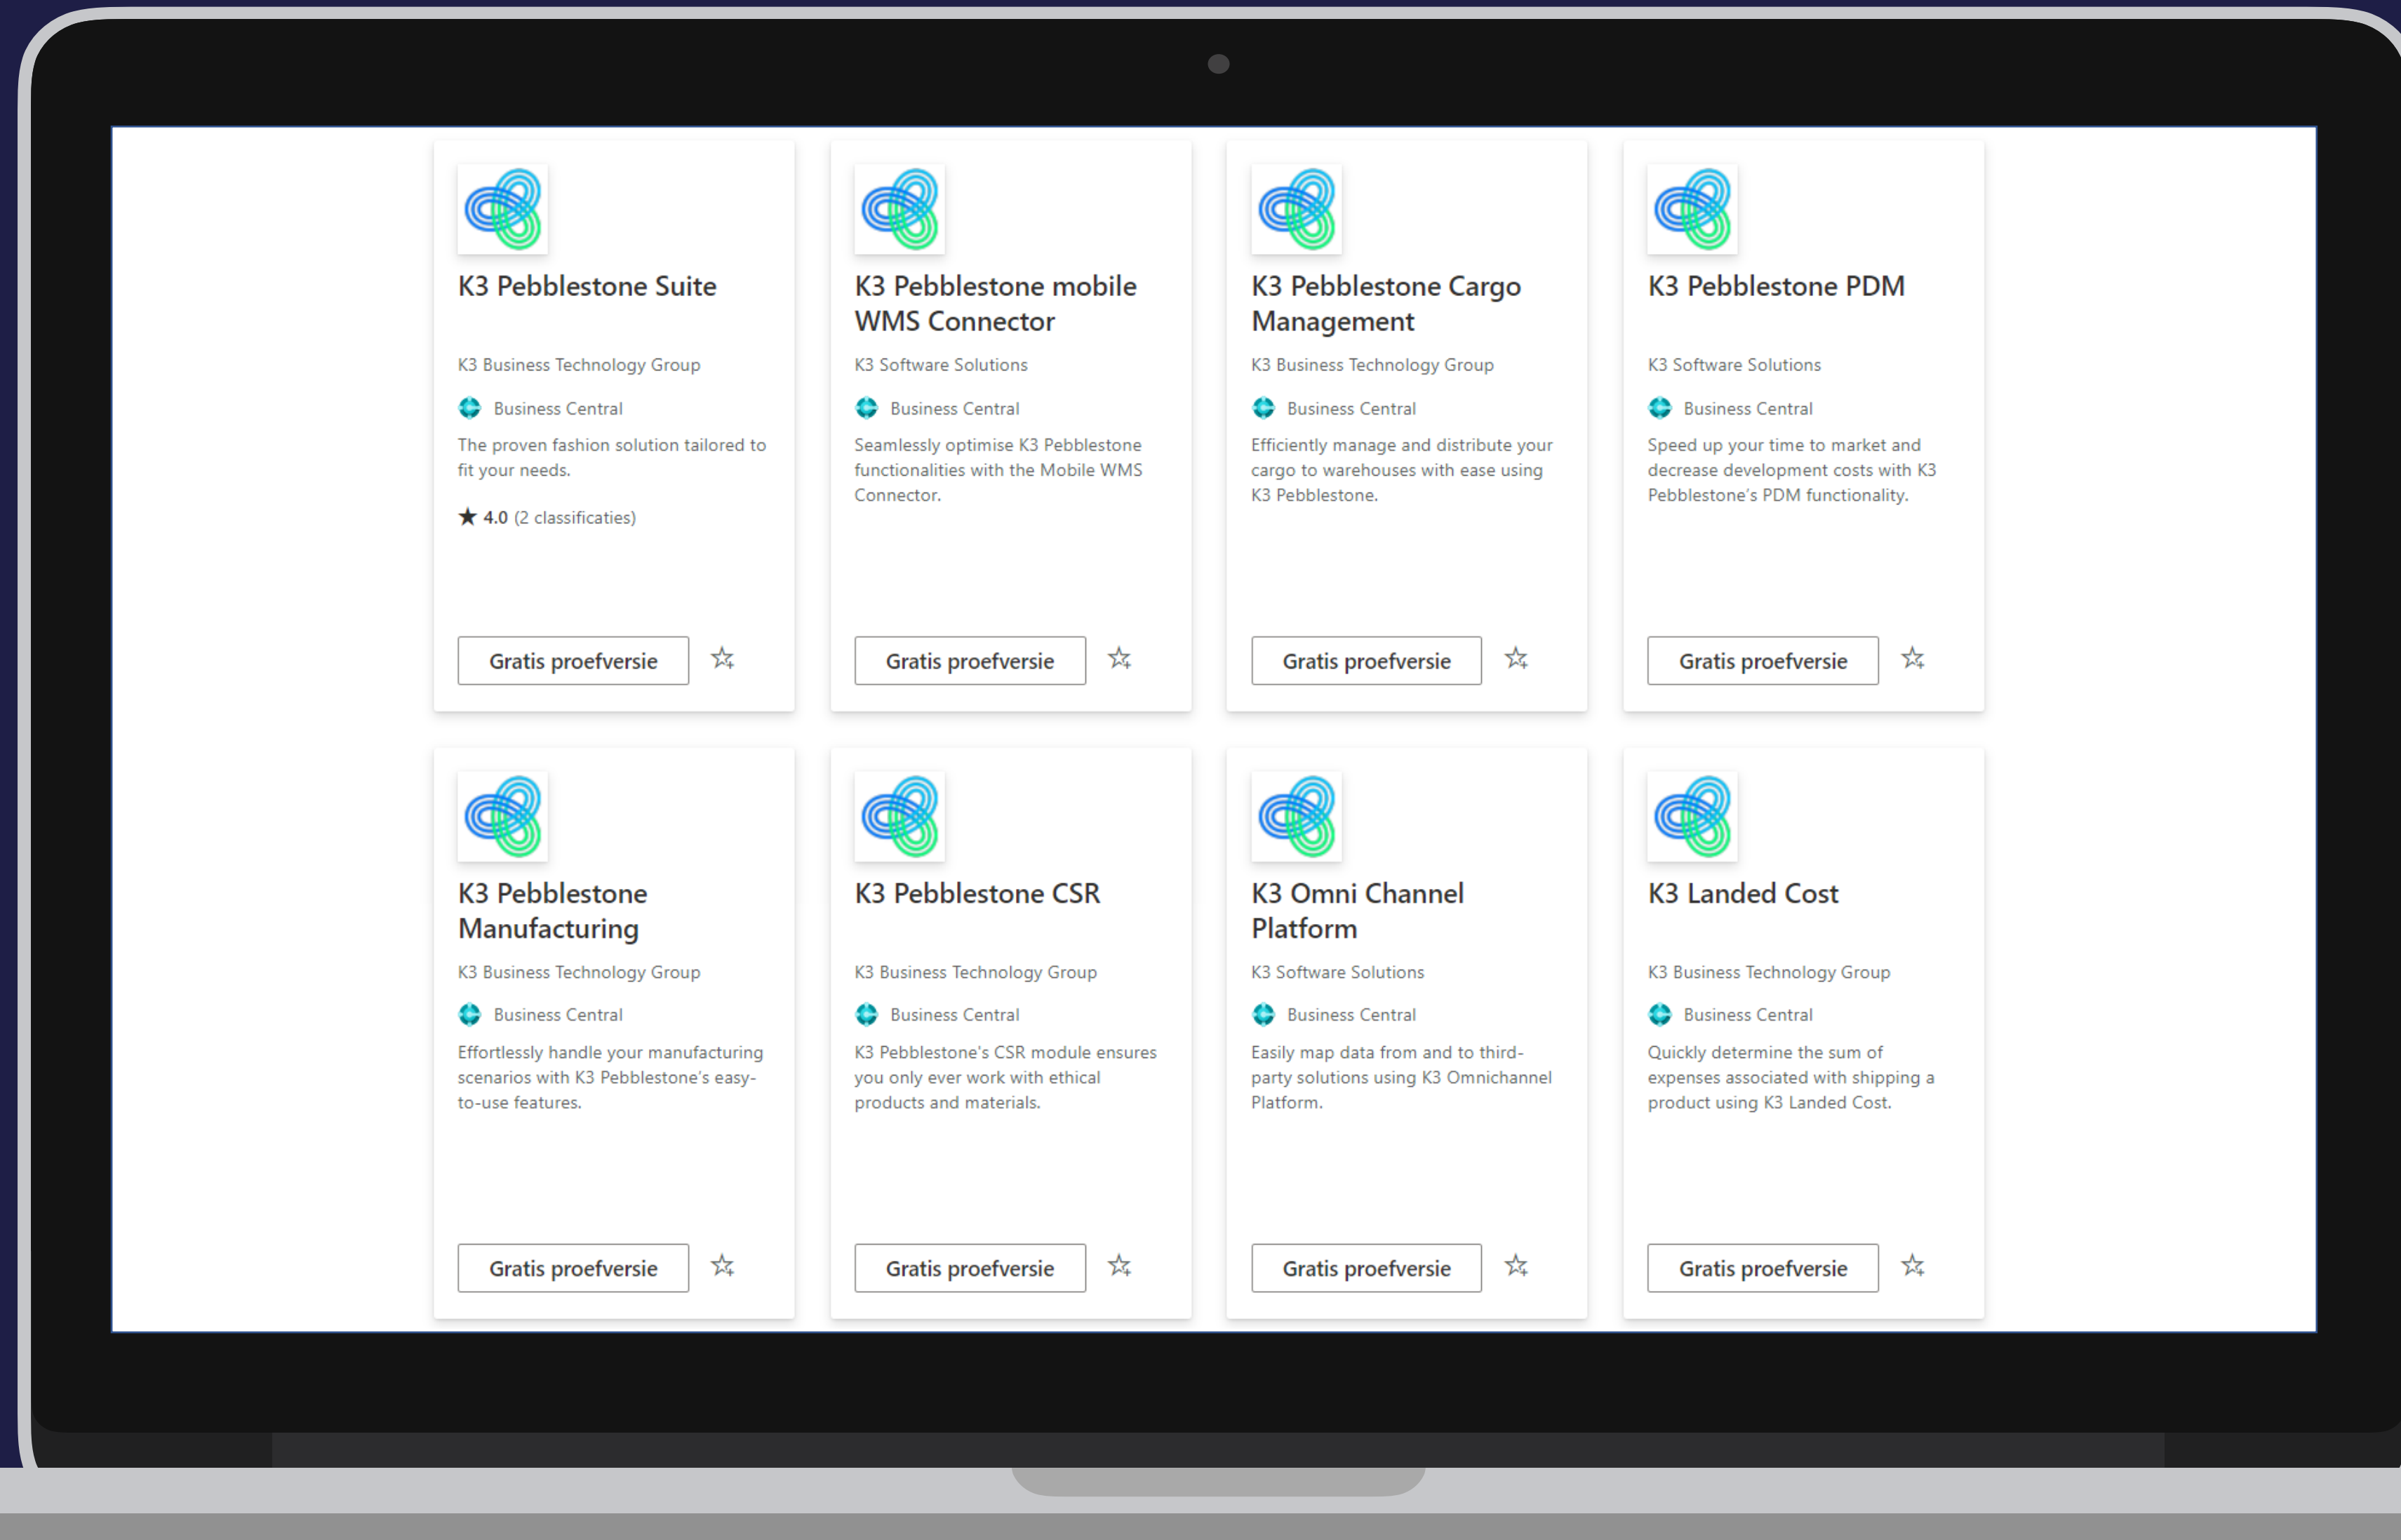 K3 Pebblestone Suite
K3 Business Technology Group
Business Central
The proven fashion solution tailored to
fit your needs.
★ 4.0 (2 classificaties)
Gratis proefversie
K3 Pebblestone mobile
WMS Connector
K3 Software Solutions
Business Central
Seamlessly optimise K3 Pebblestone
functionalities with the Mobile WMS
Connector.
Gratis proefversie
K3 Pebblestone Cargo
Management
K3 Business Technology Group
Business Central
Efficiently manage and distribute your
cargo to warehouses with ease using
K3 Pebblestone.
Gratis proefversie
K3 Pebblestone PDM
K3 Software Solutions
Business Central
Speed up your time to market and
decrease development costs with K3
Pebblestone's PDM functionality.
Gratis proefversie
K3 Pebblestone
Manufacturing
K3 Business Technology Group
Business Central
Effortlessly handle your manufacturing
scenarios with K3 Pebblestone's easy-
to-use features.
Gratis proefversie
K3 Pebblestone CSR
K3 Business Technology Group
Business Central
K3 Pebblestone's CSR module ensures
you only ever work with ethical
products and materials.
Gratis proefversie
K3 Omni Channel
Platform
K3 Software Solutions
Business Central
Easily map data from and to third-
party solutions using K3 Omnichannel
Platform.
Gratis proefversie
K3 Landed Cost
K3 Business Technology Group
Business Central
Quickly determine the sum of
expenses associated with shipping a
product using K3 Landed Cost.
Gratis proefversie